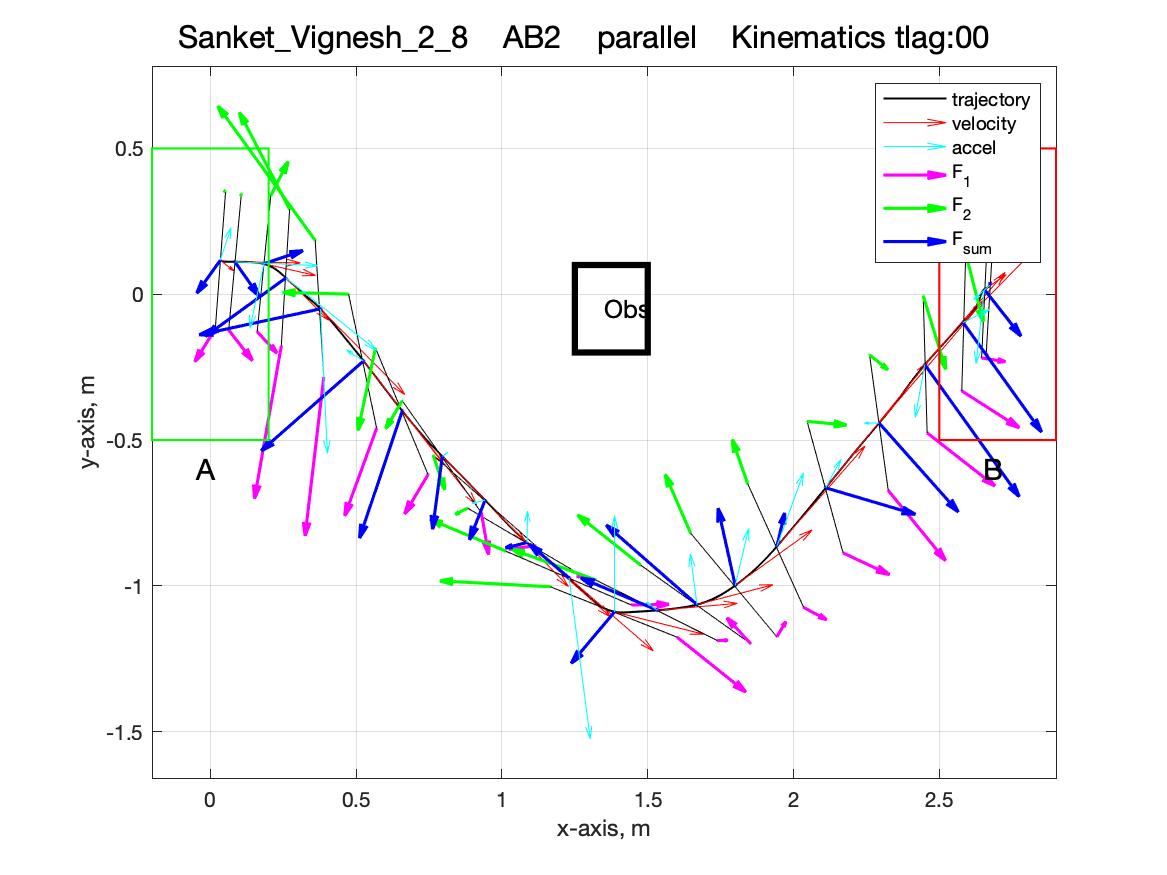 Sanket_Vignesh_2_8 AB2 parallel Kinematics tlag:00
trajectory
velocity
accel
F1
F2
Fsum
0.5
0
-0.5
-1
-1.5
y-axis, m
Obs
A
B
0
0.5
1
1.5
2
2.5
x-axis, m